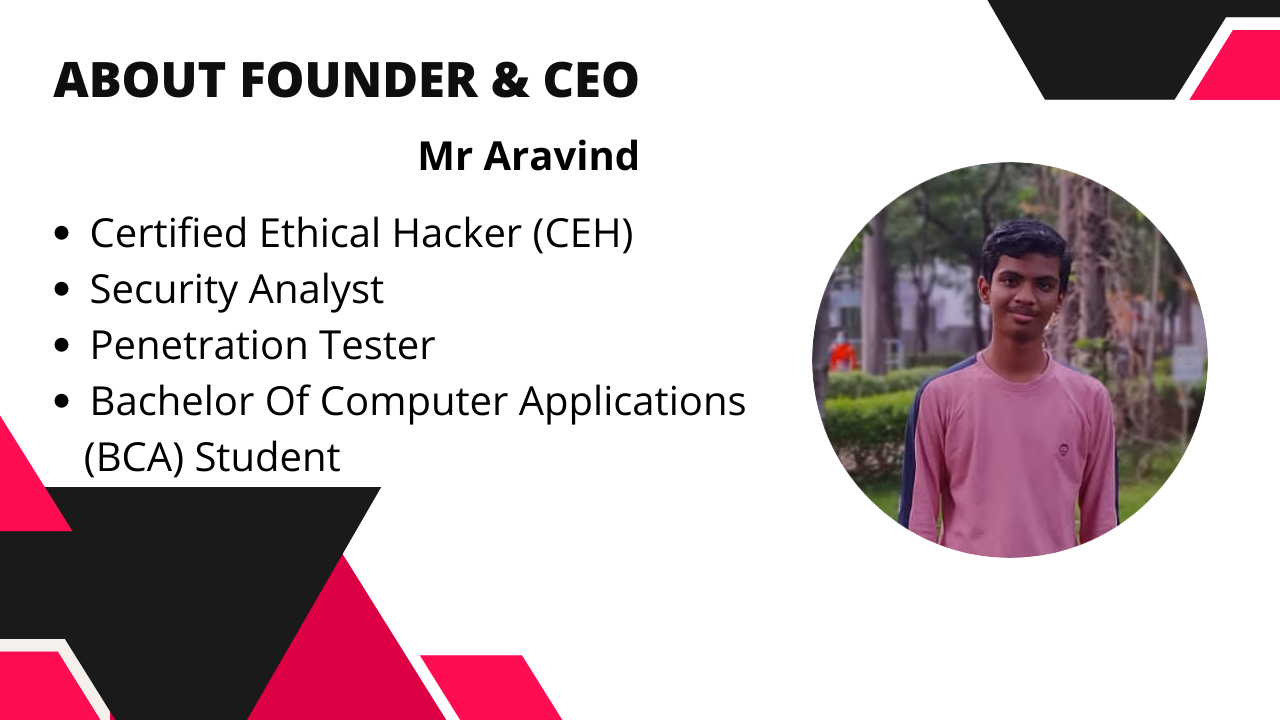 ABOUT FOUNDER & CEO
Mr Aravind
• Certified Ethical Hacker (CEH)
• Security Analyst
• Penetration Tester
• Bachelor Of Computer Applications
(BCA) Student